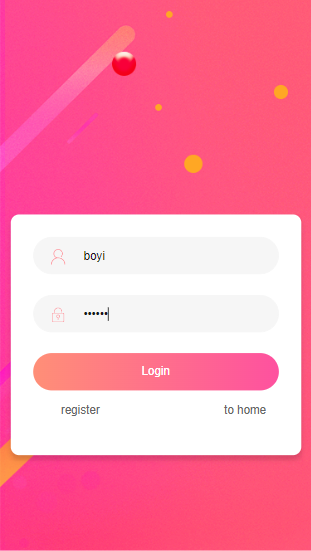 boyi
••••••
Login
register
to home